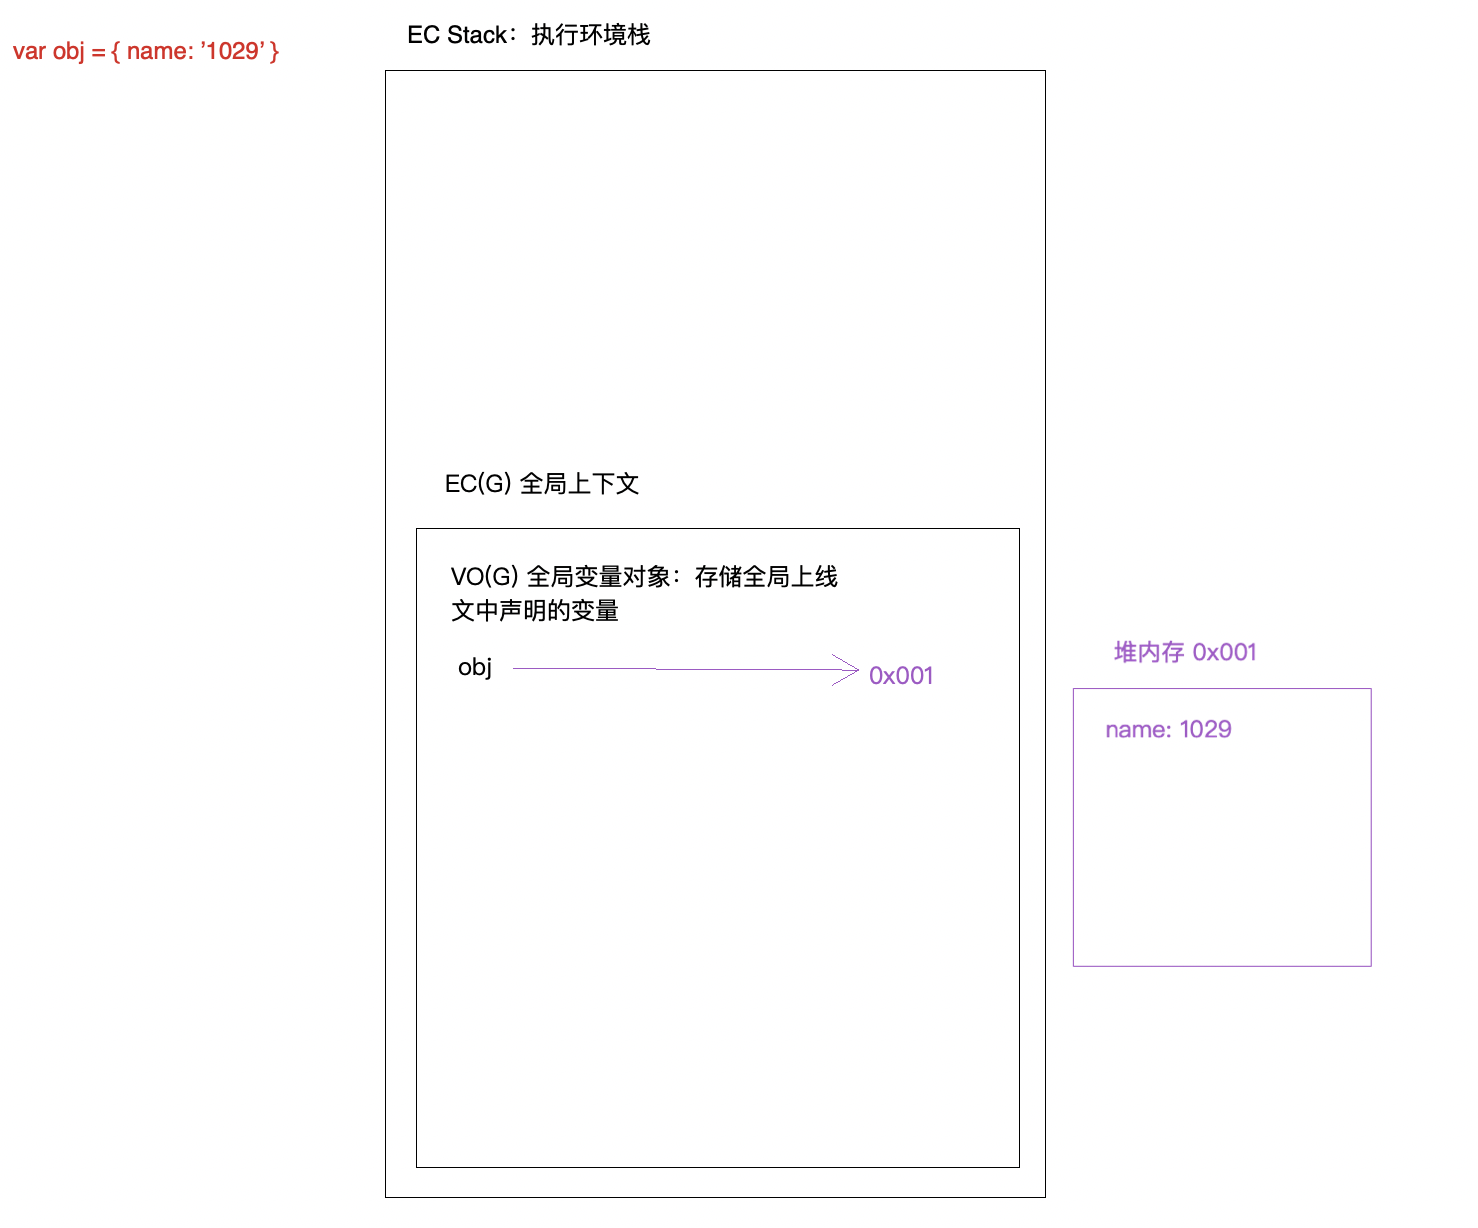 var obj = { name: ’1029’ }
EC Stack：执行环境栈
EC(G) 全局上下文
VO(G) 全局变量对象：存储全局上线
文中声明的变量
obj
0x001
堆内存 0x001
name: 1029